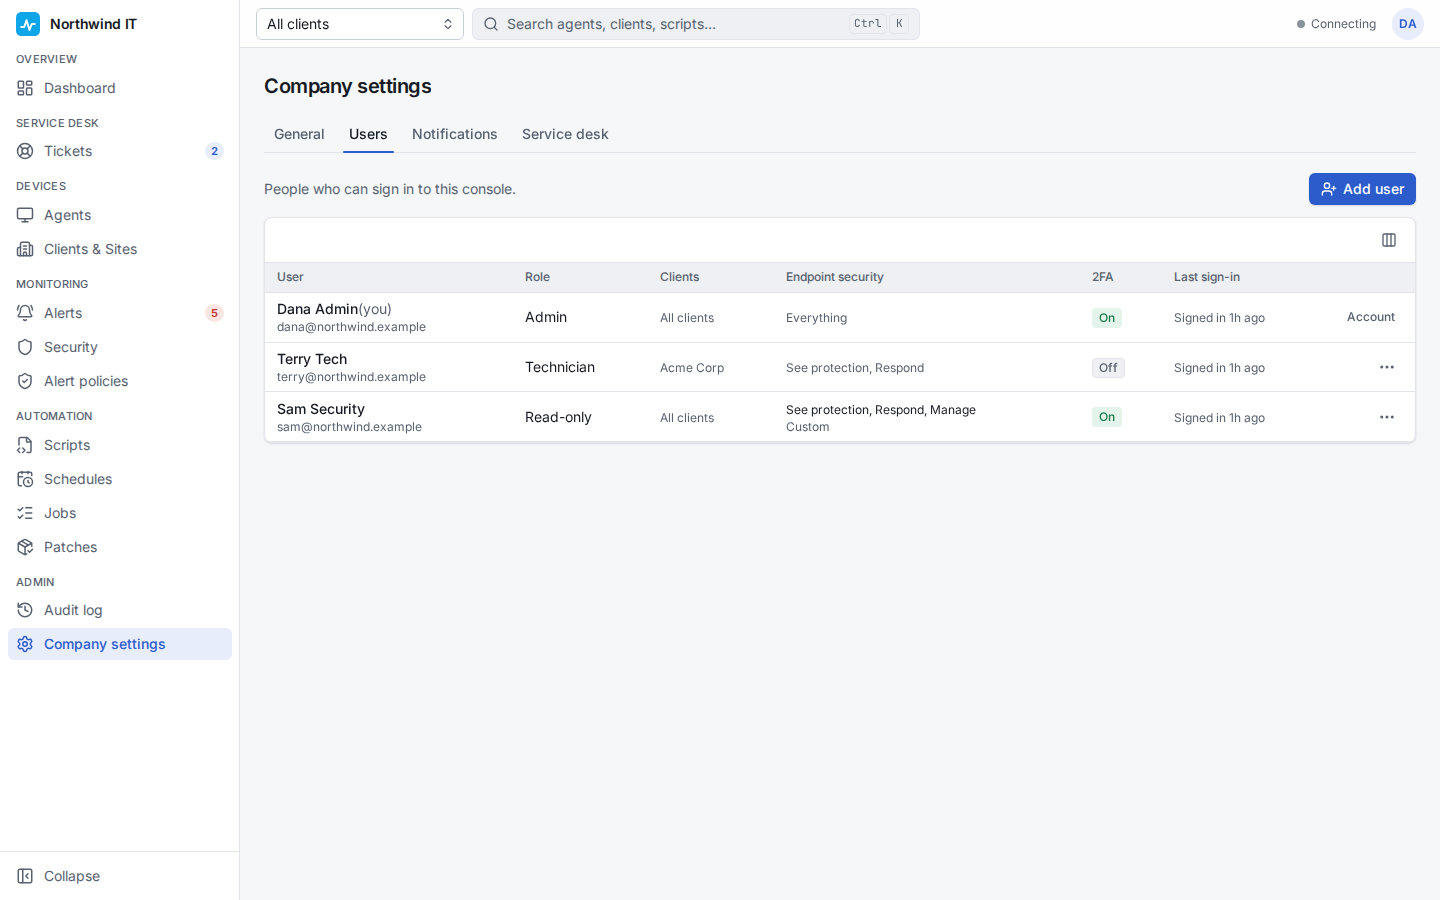 Northwind IT
All clients
Search agents, clients, scripts...
Ctrl K
Connecting
DA
OVERVIEW
Dashboard
SERVICE DESK
Tickets 2
DEVICES
Agents
Clients & Sites
MONITORING
Alerts 5
Security
Alert policies
AUTOMATION
Scripts
Schedules
Jobs
Patches
ADMIN
Audit log
Company settings
Collapse
Company settings
General Users Notifications Service desk
People who can sign in to this console.
Add user
User Role Clients Endpoint security 2FA Last sign-in
Dana Admin(you)
dana@northwind.example
Admin All clients Everything On Signed in 1h ago Account
Terry Tech
terry@northwind.example
Technician Acme Corp See protection, Respond Off Signed in 1h ago
Sam Security
sam@northwind.example
Read-only All clients
See protection, Respond, Manage
Custom
On Signed in 1h ago